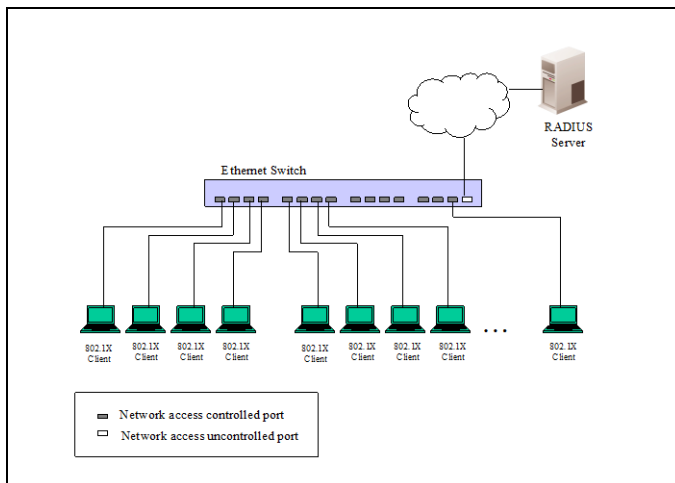 RADIUS
Server
Ethernet Switch
802.1X
Client
802.1X
Client
802.1X
Client
802.1X
Client
802.1X
Client
802.1X
Client
802.1X
Client
802.1X
Client
...
802.1X
Client
Network access controlled port
Network access uncontrolled port